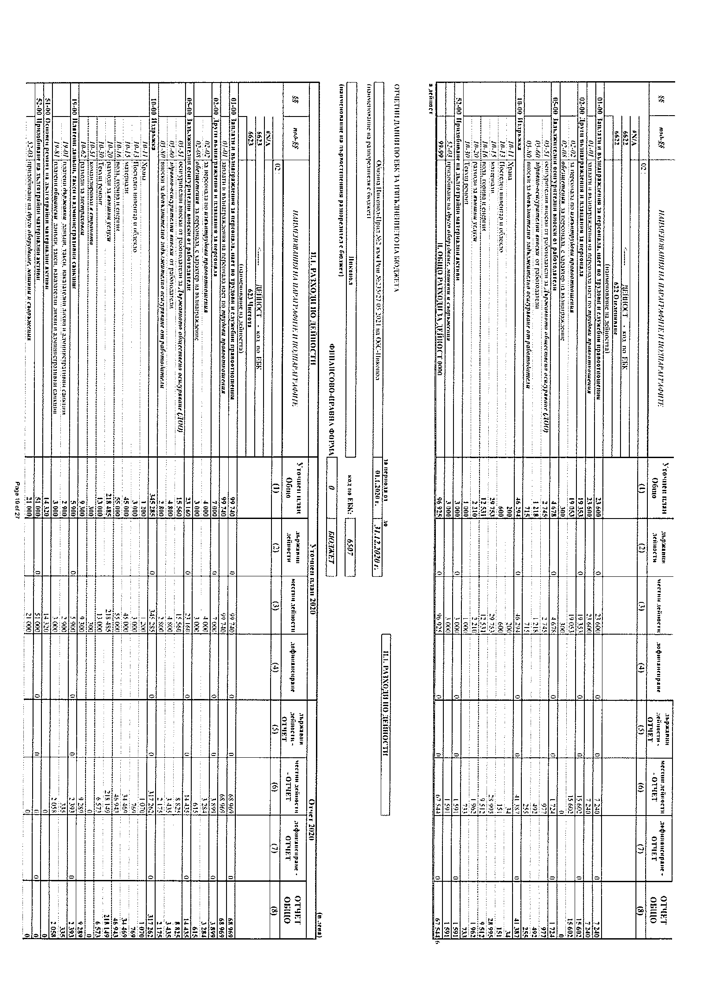 §§ под-§§ НАИМЕНОВАНИЯ НА ПАРАГРАФИТЕ И ПОДПАРАГРАФИТЕ Уточнен план Общо държавни дейности местни дейности дофинансиране държавни дейности - ОТЧЕТ местни дейности - ОТЧЕТ дофинансиране - ОТЧЕТ ОТЧЕТ ОБЩО
02 (1) (2) (3) (4) (5) (6) (7) (8)
#N/A
6622 <------ ДЕЙНОСТ - код по ЕБК
6622 622 Озеленяване
(наименование на дейността)
01-00 Заплати и възнаграждения за персонала, нает по трудови и служебни правоотношения 23 600 0 23 600 0 0 7 240 0 7 240
01-01 заплати и възнаграждения на персонала нает по трудови правоотношения 23 600 23 600 7 240 7 240
02-00 Други възнаграждения и плащания за персонала 19 353 0 19 353 0 0 15 602 0 15 602
02-02 за персонала по извънтрудови правоотношения 19 053 19 053 15 602 15 602
02-08 обезщетения за персонала, с характер на възнаграждение 300 300 0 0
05-00 Задължителни осигурителни вноски от работодатели 4 678 0 4 678 0 0 1 724 0 1 724
05-51 осигурителни вноски от работодатели за Държавното обществено осигуряване (ДОО) 2 745 2 745 977 977
05-60 здравно-осигурителни вноски от работодатели 1 218 1 218 492 492
05-80 вноски за допълнително задължително осигуряване от работодатели 715 715 255 255
10-00 Издръжка 46 294 0 46 294 0 0 41 387 0 41 387
10-11 Храна 200 200 34 34
10-13 Постелен инвентар и облекло 600 600 151 151
10-15 материали 29 753 29 753 28 995 28 995
10-16 вода, горива и енергия 12 531 12 531 9 512 9 512
10-20 разходи за външни услуги 2 210 2 210 1 962 1 962
10-30 Текущ ремонт 1 000 1 000 733 733
52-00 Придобиване на дълготрайни материални активи 3 000 0 3 000 0 0 1 591 0 1 591
52-03 придобиване на друго оборудване, машини и съоръжения 3 000 3 000 1 591 1 591
99-99 II. ОБЩО РАЗХОДИ ЗА ДЕЙНОСТ 0000 96 925 0 96 925 0 0 67 544 0 67 544 6
а дейност
ОТЧЕТНИ ДАННИ ПО ЕБК ЗА ИЗПЪЛНЕНИЕТО НА БЮДЖЕТА
за периода от до II.1. РАЗХОДИ ПО ДЕЙНОСТИ
Община Никопол-Прил.№2 към Реш.№235/27.05.2021 на ОбС-Никопол 01.1.2020 г. 31.12.2020 г.
(наименование на разпоредителя с бюджет)
Никопол код по ЕБК: 6507
(наименование на първостепенния разпоредител с бюджет)
ФИНАНСОВО-ПРАВНА ФОРМА 0 БЮДЖЕТ
(в лева)
II.1. РАЗХОДИ ПО ДЕЙНОСТИ Уточнен план 2020 Отчет 2020
§§ под-§§ НАИМЕНОВАНИЯ НА ПАРАГРАФИТЕ И ПОДПАРАГРАФИТЕ Уточнен план Общо държавни дейности местни дейности дофинансиране държавни дейности - ОТЧЕТ местни дейности - ОТЧЕТ дофинансиране - ОТЧЕТ ОТЧЕТ ОБЩО
02 (1) (2) (3) (4) (5) (6) (7) (8)
#N/A
6623 <------ ДЕЙНОСТ - код по ЕБК
6623 623 Чистота
(наименование на дейността)
01-00 Заплати и възнаграждения за персонала, нает по трудови и служебни правоотношения 99 740 0 99 740 0 0 68 969 0 68 969
01-01 заплати и възнаграждения на персонала нает по трудови правоотношения 99 740 99 740 68 969 68 969
02-00 Други възнаграждения и плащания за персонала 7 000 0 7 000 0 0 3 899 0 3 899
02-02 за персонала по извънтрудови правоотношения 4 000 4 000 3 284 3 284
02-08 обезщетения за персонала, с характер на възнаграждение 3 000 3 000 615 615
05-00 Задължителни осигурителни вноски от работодатели 23 160 0 23 160 0 0 14 435 0 14 435
05-51 осигурителни вноски от работодатели за Държавното обществено осигуряване (ДОО) 15 560 15 560 8 825 8 825
05-60 здравно-осигурителни вноски от работодатели 4 800 4 800 3 435 3 435
05-80 вноски за допълнително задължително осигуряване от работодатели 2 800 2 800 2 175 2 175
10-00 Издръжка 345 285 0 345 285 0 0 317 262 0 317 262
10-11 Храна 1 200 1 200 1 070 1 070
10-13 Постелен инвентар и облекло 3 000 3 000 769 769
10-15 материали 45 000 45 000 34 469 34 469
10-16 вода, горива и енергия 55 000 55 000 46 943 46 943
10-20 разходи за външни услуги 218 485 218 485 218 149 218 149
10-30 Текущ ремонт 13 000 13 000 6 573 6 573
10-51 командировки в страната 300 300 0 0
10-62 разходи за застраховки 9 300 9 300 9 289 9 289
19-00 Платени данъци, такси и административни санкции 5 900 0 5 900 0 0 2 393 0 2 393
19-01 платени държавни данъци, такси, наказателни лихви и административни санкции 2 900 2 900 335 335
19-81 платени общински данъци, такси, наказателни лихви и административни санкции 3 000 3 000 2 058 2 058
51-00 Основен ремонт на дълготрайни материални активи 14 320 14 320 0 0
52-00 Придобиване на дълготрайни материални активи 51 000 0 51 000 0 0 0 0 0
52-03 придобиване на друго оборудване, машини и съоръжения 21 000 21 000 0 0
Page 19 of 27